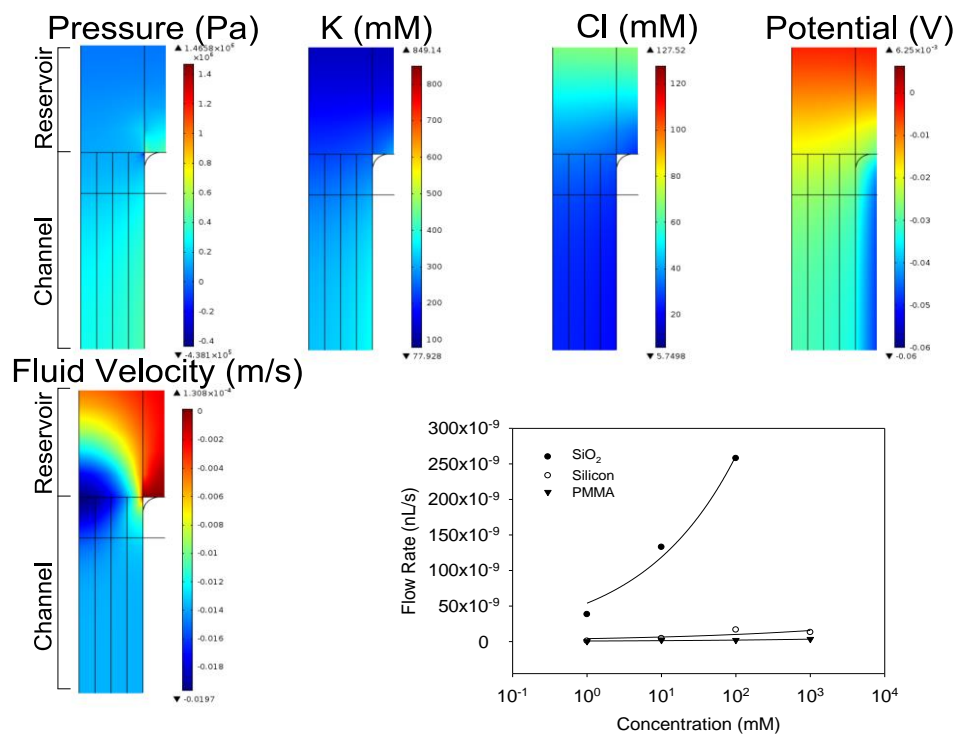 Pressure (Pa)
K (mM)
Cl (mM)
Potential (V)
Reservoir
Channel
▲ 1.4658×10⁶
×10⁶
1.4
1.2
1
0.8
0.6
0.4
0.2
0
-0.2
-0.4
▼ -4.381×10⁵
▲ 849.14
800
700
600
500
400
300
200
100
▼ 77.928
▲ 127.52
120
100
80
60
40
20
▼ 5.7498
▲ 6.25×10⁻³
0
-0.01
-0.02
-0.03
-0.04
-0.05
-0.06
▼ -0.06
Fluid Velocity (m/s)
Reservoir
Channel
▲ 1.308×10⁻⁴
0
-0.002
-0.004
-0.006
-0.008
-0.01
-0.012
-0.014
-0.016
-0.018
▼ -0.0197
Flow Rate (nL/s)
300x10⁻⁹
250x10⁻⁹
200x10⁻⁹
150x10⁻⁹
100x10⁻⁹
50x10⁻⁹
0
SiO₂
Silicon
PMMA
10⁻¹ 10⁰ 10¹ 10² 10³ 10⁴
Concentration (mM)